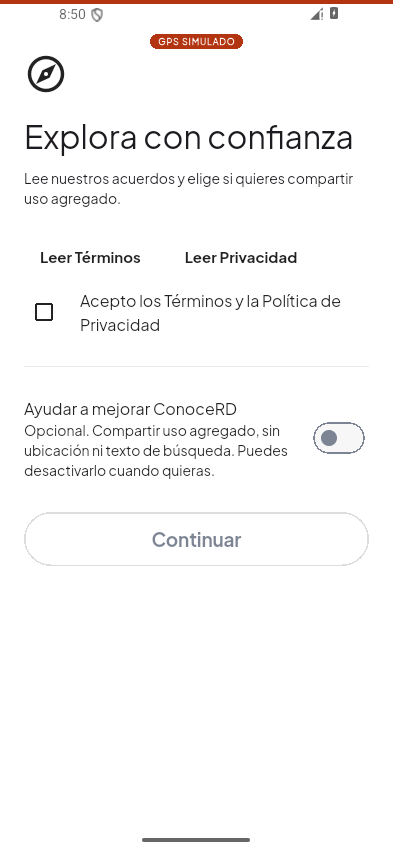 8:50
GPS SIMULADO
Explora con confianza
Lee nuestros acuerdos y elige si quieres compartir
uso agregado.
Leer Términos
Leer Privacidad
Acepto los Términos y la Política de
Privacidad
Ayudar a mejorar ConoceRD
Opcional. Compartir uso agregado, sin
ubicación ni texto de búsqueda. Puedes
desactivarlo cuando quieras.
Continuar